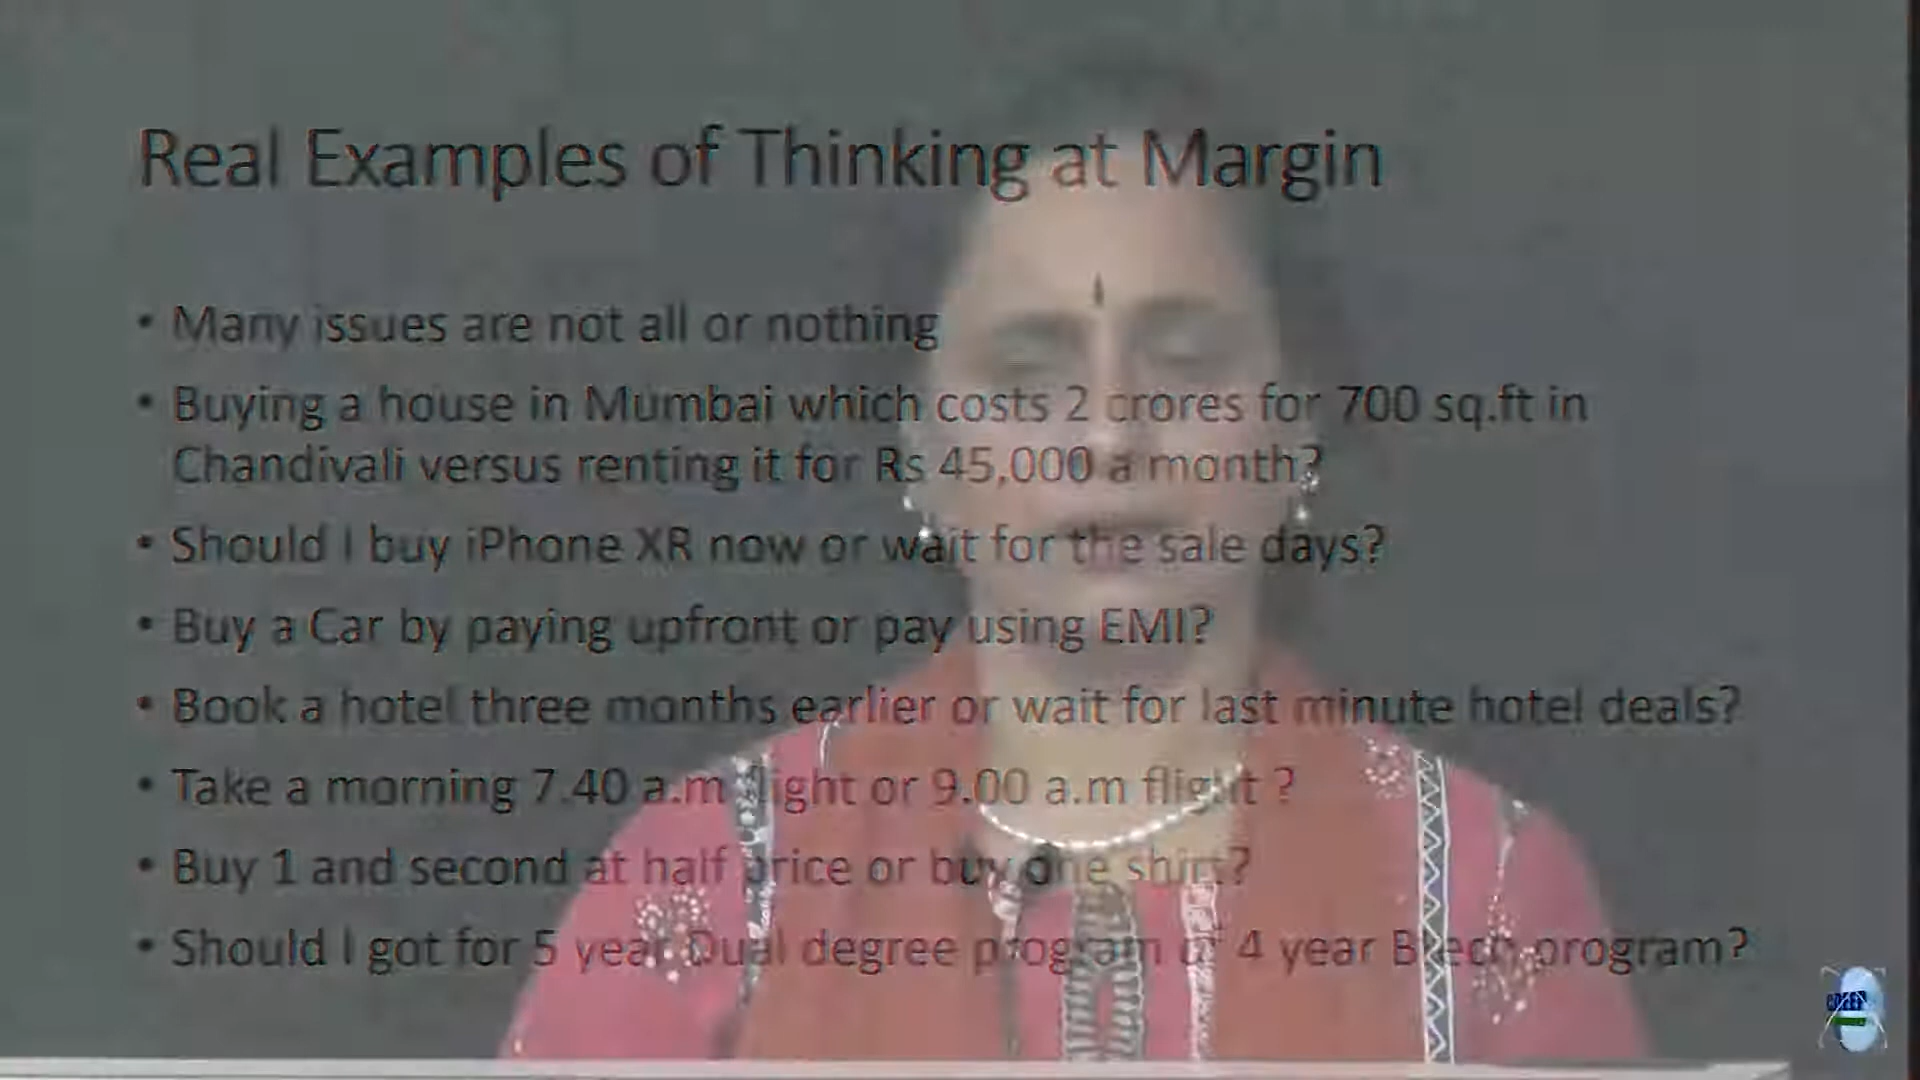 Real Examples of Thinking at Margin
• Many issues are not all or nothing
• Buying a house in Mumbai which costs 2 crores for 700 sq.ft in
Chandivali versus renting it for Rs 45,000 a month?
• Should I buy iPhone XR now or wait for the sale days?
• Buy a Car by paying upfront or pay using EMI?
• Book a hotel three months earlier or wait for last minute hotel deals?
• Take a morning 7.40 a.m flight or 9.00 a.m flight ?
• Buy 1 and second at half price or buy one shirt?
• Should I got for 5 year Dual degree program or 4 year Btech program?